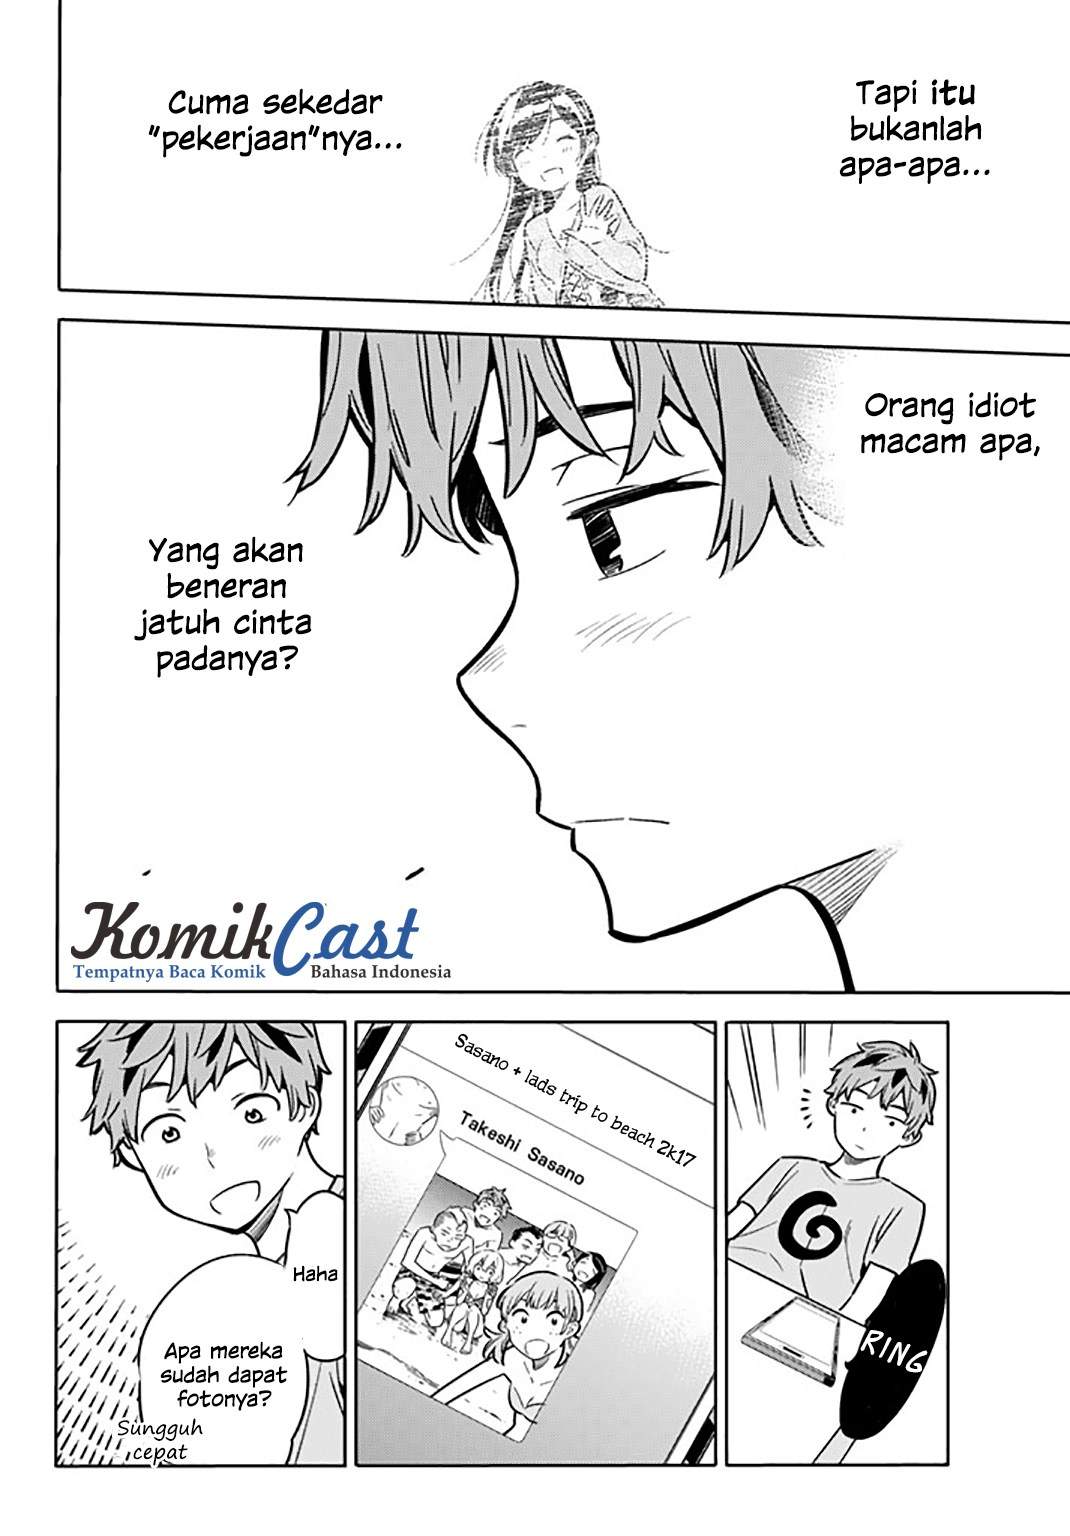 Tapi itu
bukanlah
apa-apa...
Cuma sekedar
"pekerjaan"nya...
Orang idiot
macam apa,
Yang akan
beneran
jatuh cinta
padanya?
KomikCast
Tempatnya Baca Komik Bahasa Indonesia
RING
Sasano + lads trip to beach 2k17
Takeshi Sasano
Haha
Apa mereka
sudah dapat
fotonya?
Sungguh
cepat